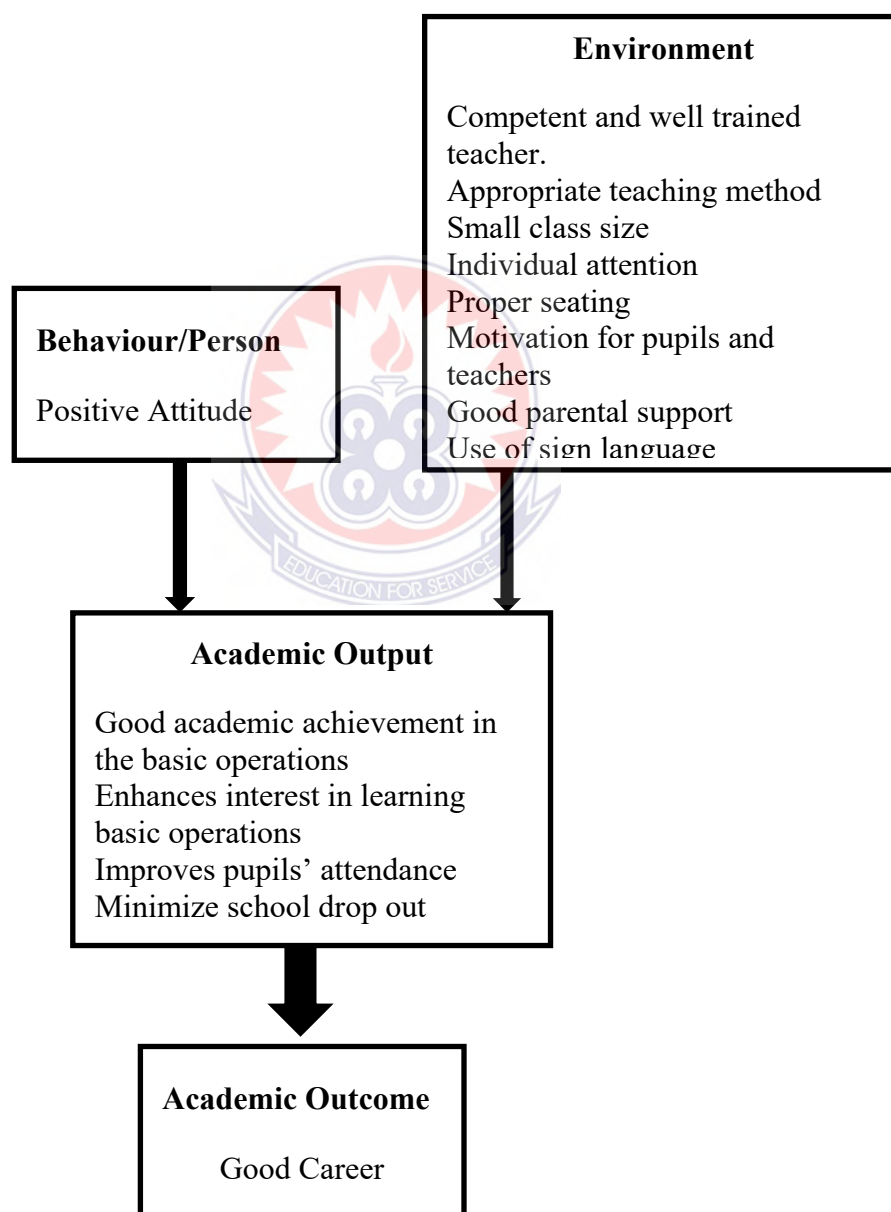 Environment
Competent and well trained
teacher.
Appropriate teaching method
Small class size
Individual attention
Proper seating
Motivation for pupils and
teachers
Good parental support
Use of sign language
Behaviour/Person
Positive Attitude
EDUCATION FOR SERVICE
Academic Output
Good academic achievement in
the basic operations
Enhances interest in learning
basic operations
Improves pupils’ attendance
Minimize school drop out
Academic Outcome
Good Career